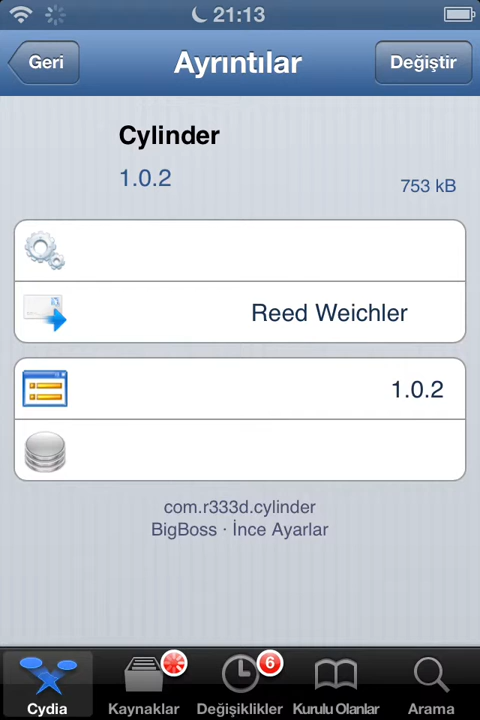 21:13
Geri
Ayrıntılar
Değiştir
Cylinder
1.0.2
753 kB
Reed Weichler
1.0.2
com.r333d.cylinder
BigBoss · İnce Ayarlar
6
Cydia
Kaynaklar
Değişiklikler
Kurulu Olanlar
Arama